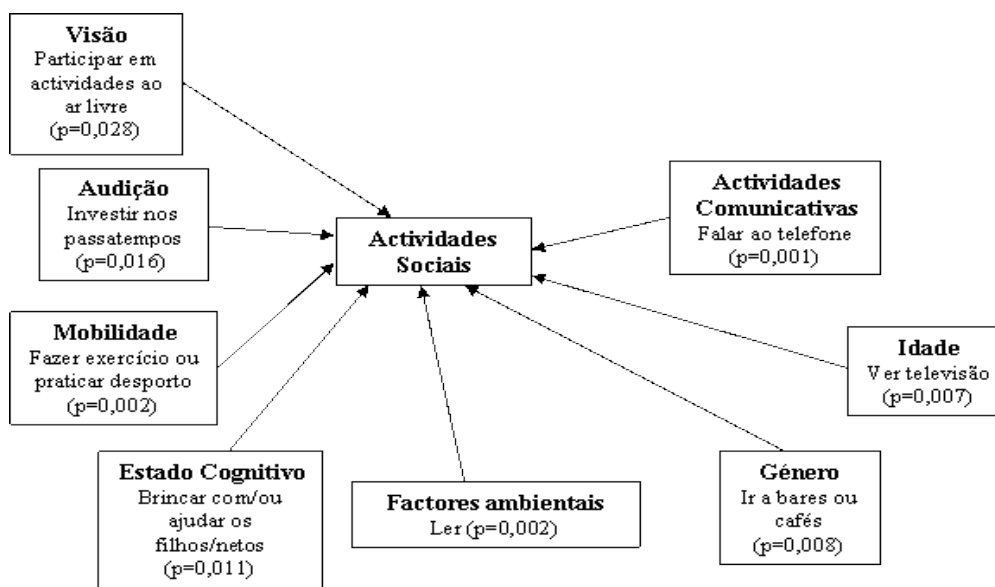 Visão
Participar em
actividades ao
ar livre
(p=0,028)
Audição
Investir nos
passatempos
(p=0,016)
Mobilidade
Fazer exercício ou
praticar desporto
(p=0,002)
Estado Cognitivo
Brincar com/ou
ajudar os
filhos/netos
(p=0,011)
Actividades
Sociais
Factores ambientais
Ler (p=0,002)
Actividades
Comunicativas
Falar ao telefone
(p=0,001)
Idade
Ver televisão
(p=0,007)
Género
Ir a bares ou
cafés
(p=0,008)